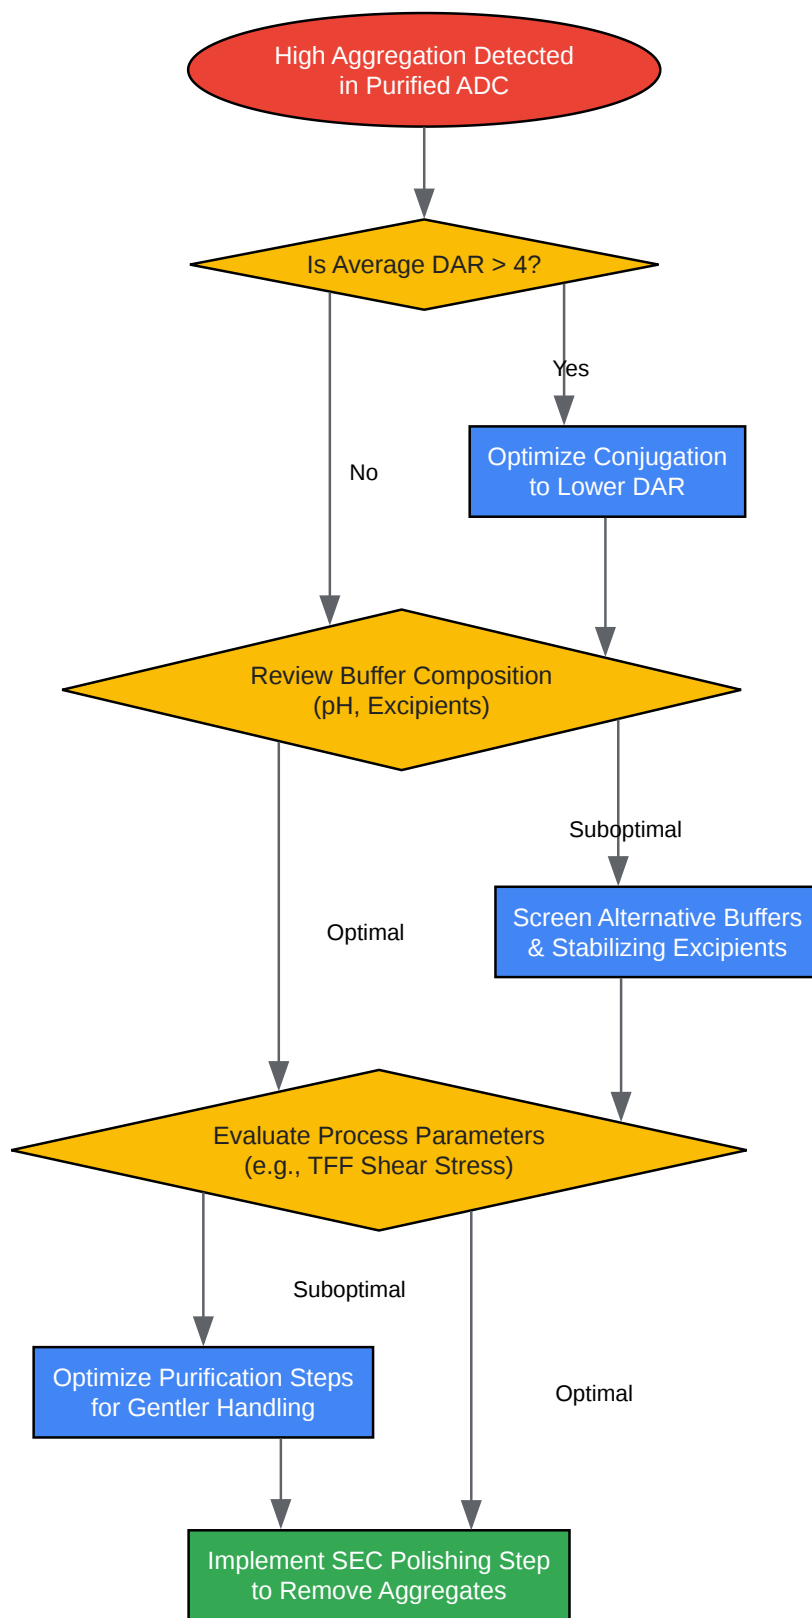 High Aggregation Detected
in Purified ADC
Is Average DAR > 4?
Yes
Optimize Conjugation
to Lower DAR
No
Review Buffer Composition
(pH, Excipients)
Suboptimal
Screen Alternative Buffers
& Stabilizing Excipients
Optimal
Evaluate Process Parameters
(e.g., TFF Shear Stress)
Suboptimal
Optimize Purification Steps
for Gentler Handling
Optimal
Implement SEC Polishing Step
to Remove Aggregates